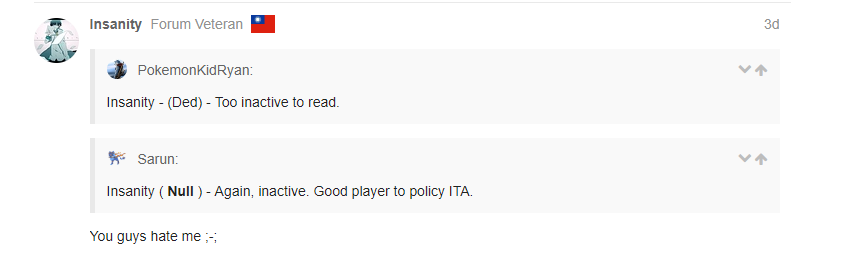 Insanity Forum Veteran 3d
PokemonKidRyan:
Insanity - (Ded) - Too inactive to read.
Sarun:
Insanity ( Null ) - Again, inactive. Good player to policy ITA.
You guys hate me ;-;